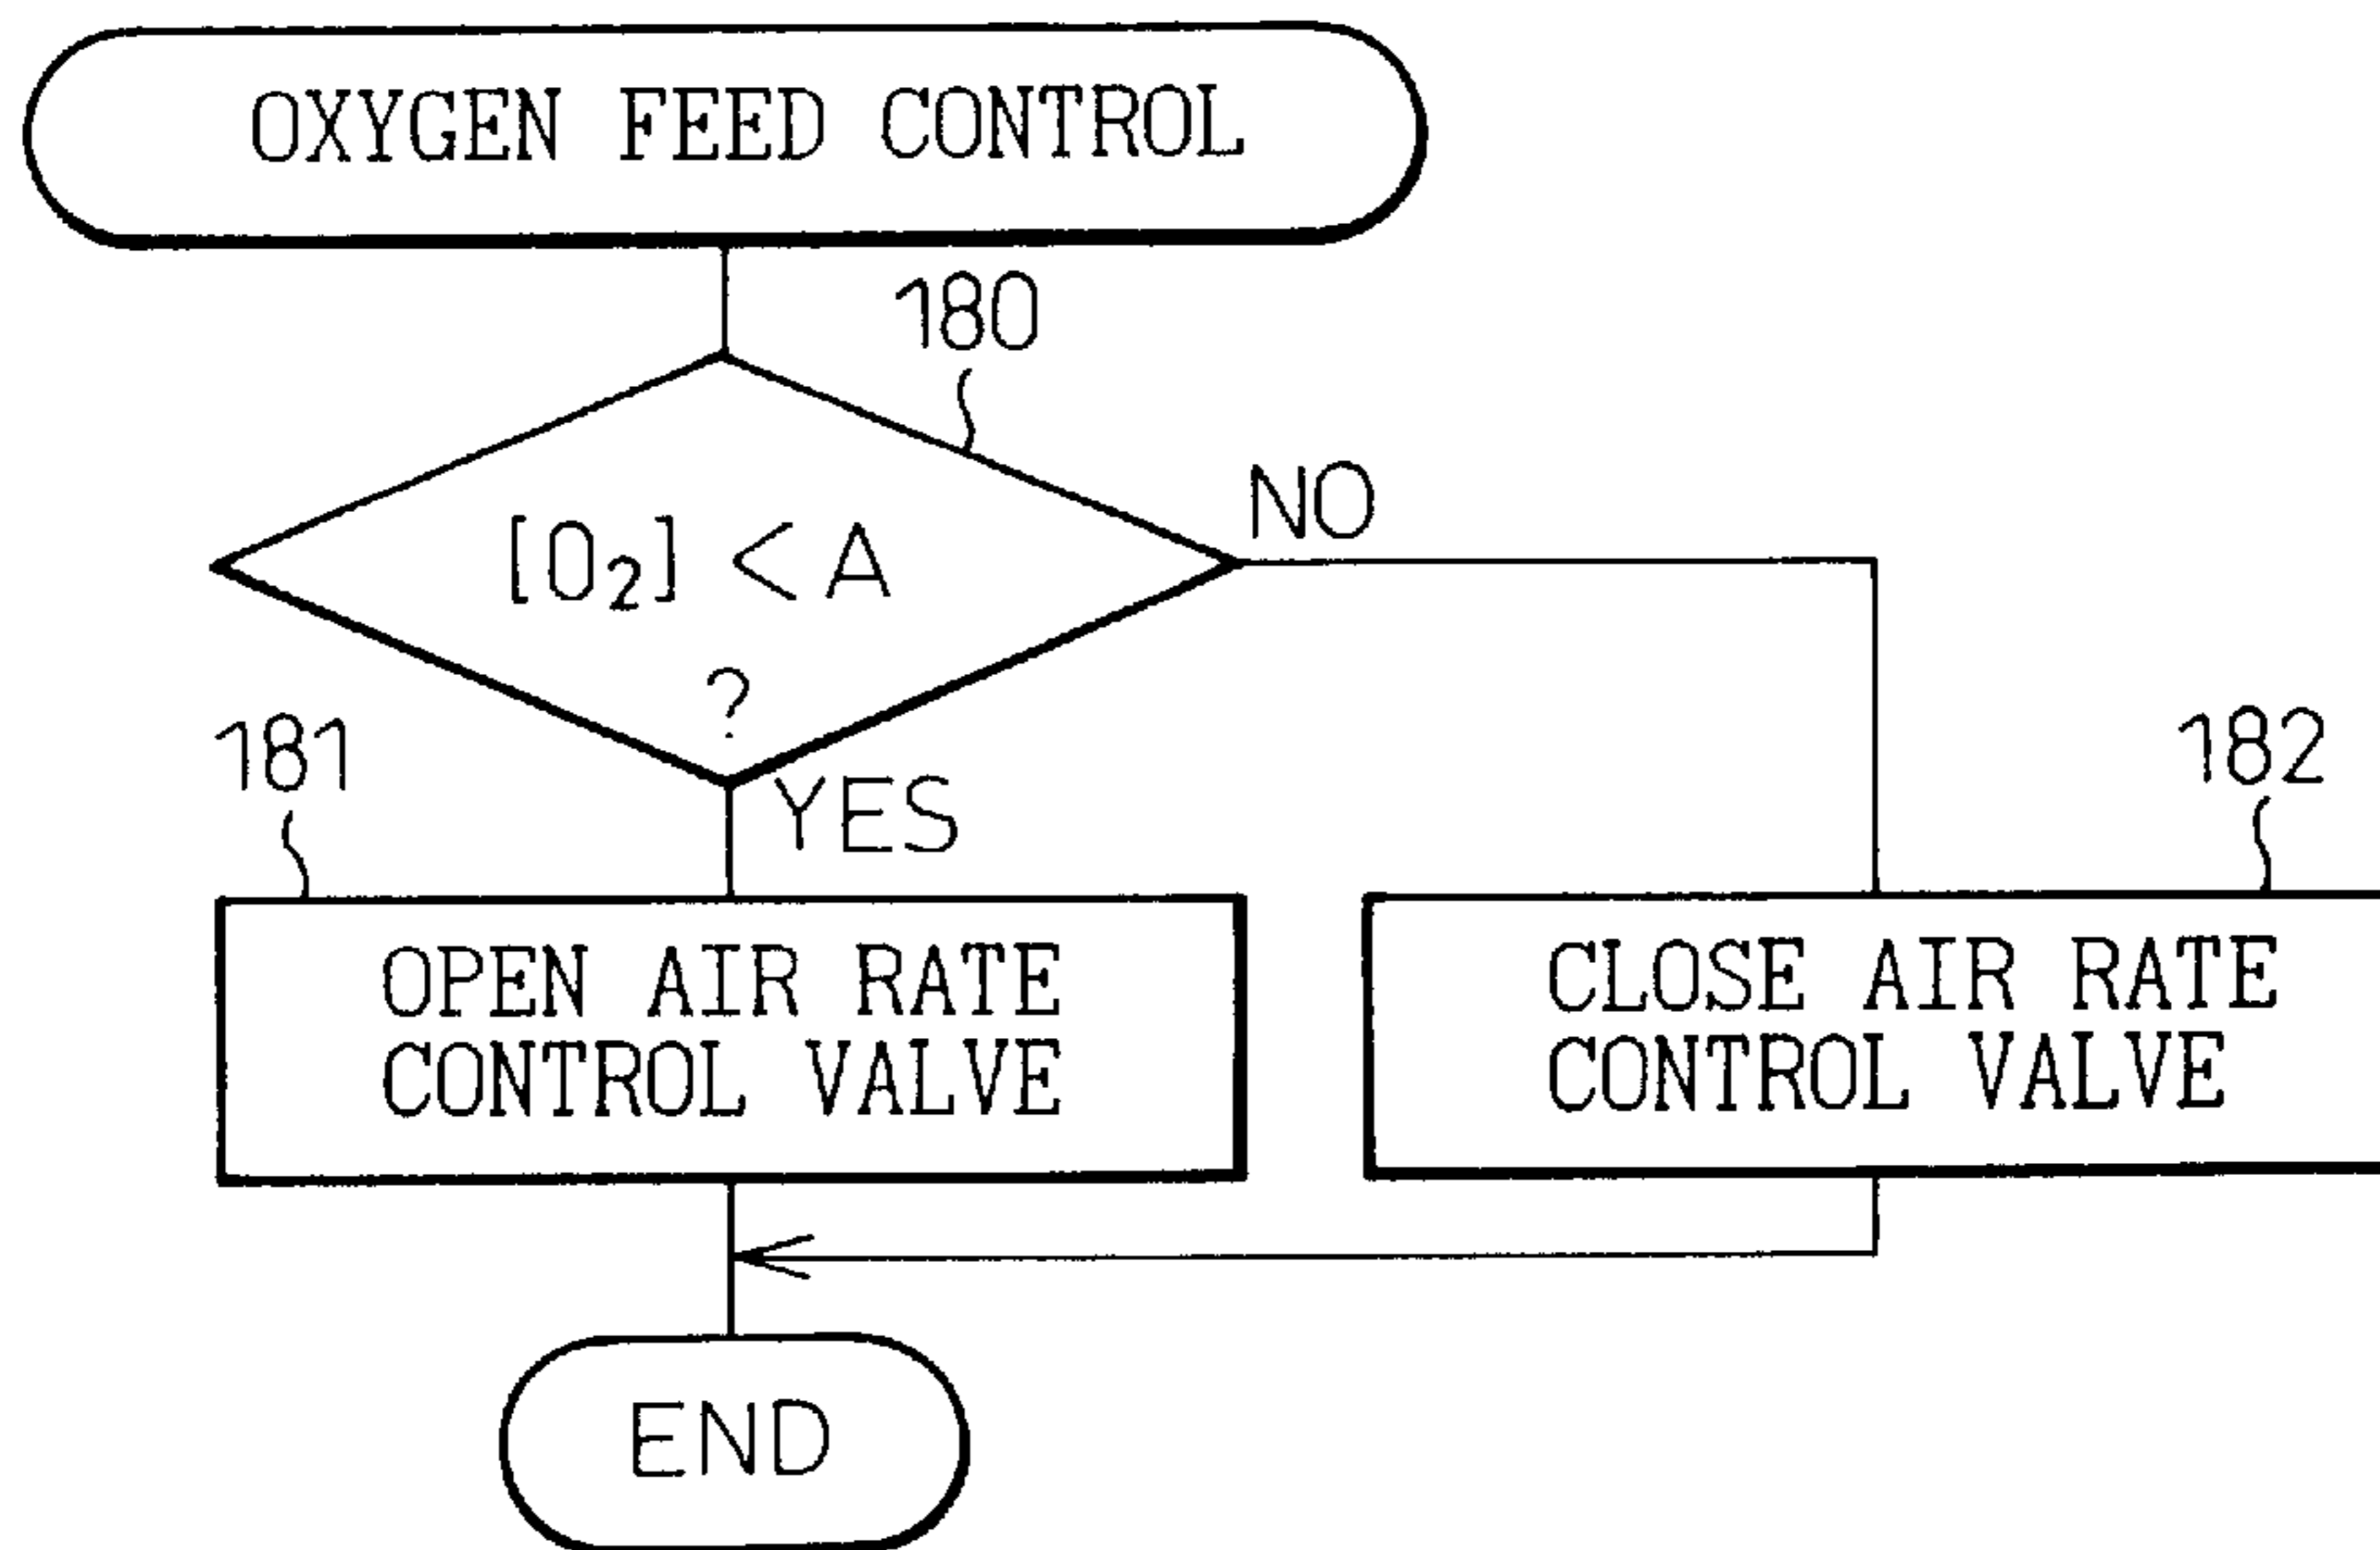 OXYGEN FEED CONTROL
180
[O₂] < A
?
NO
YES
181
OPEN AIR RATE
CONTROL VALVE
182
CLOSE AIR RATE
CONTROL VALVE
END